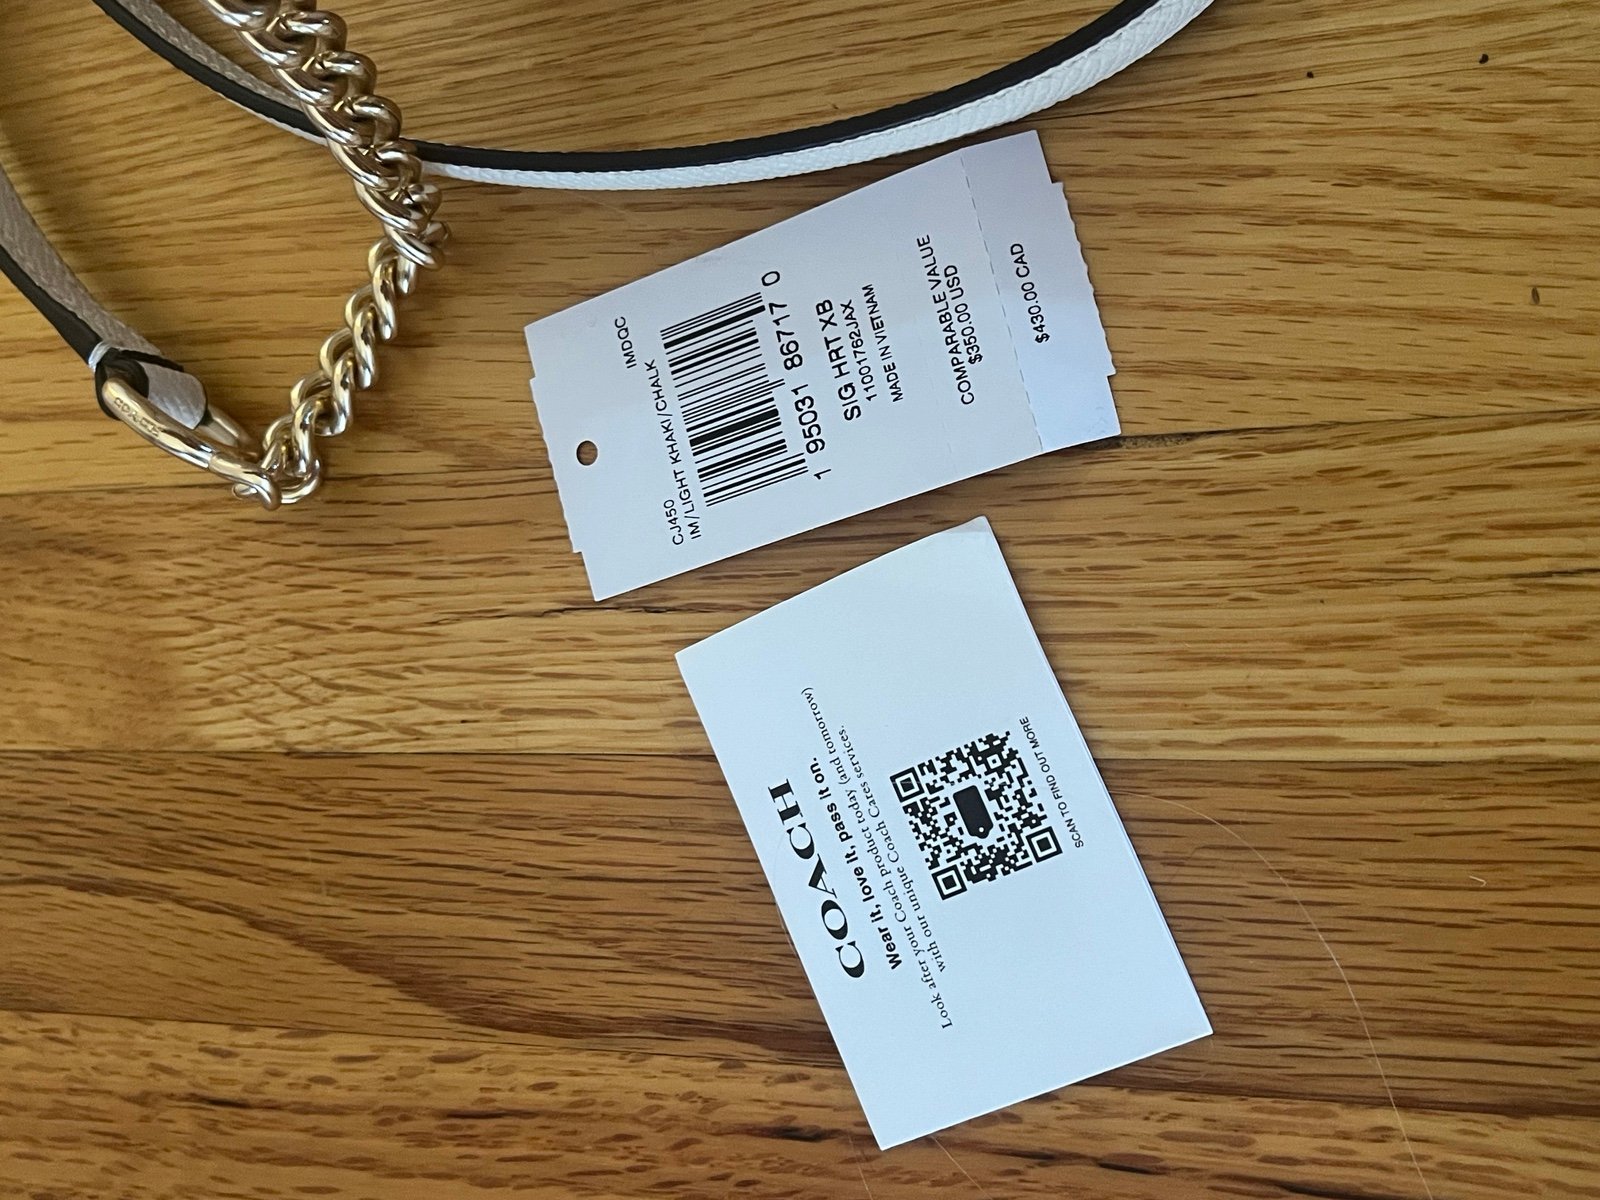 CJ450
IMDQC
IM/LIGHT KHAKI/CHALK
1 95031 86717 0
SIG HRT XB
11001762JAX
MADE IN VIETNAM
COMPARABLE VALUE
$350.00 USD
$430.00 CAD
COACH
Wear it, love it, pass it on.
Look after your Coach product today (and tomorrow)
with our unique Coach Cares services.
SCAN TO FIND OUT MORE
COACH